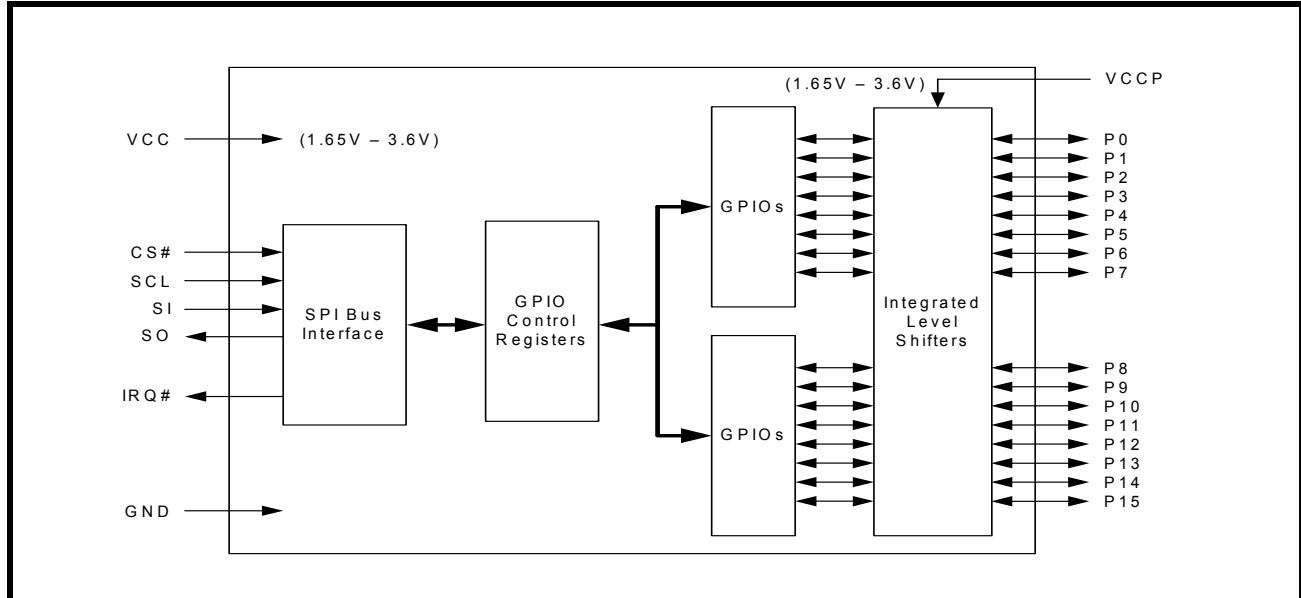 (1.65V – 3.6V)
VCCP
VCC
(1.65V – 3.6V)
CS#
SCL
SI
SO
IRQ#
GND
SPI Bus
Interface
GPIO
Control
Registers
GPIOs
GPIOs
Integrated
Level
Shifters
P0
P1
P2
P3
P4
P5
P6
P7
P8
P9
P10
P11
P12
P13
P14
P15